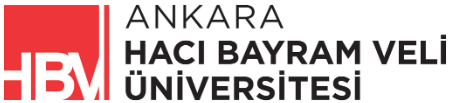 HBV
ANKARA
HACI BAYRAM VELİ
ÜNİVERSİTESİ